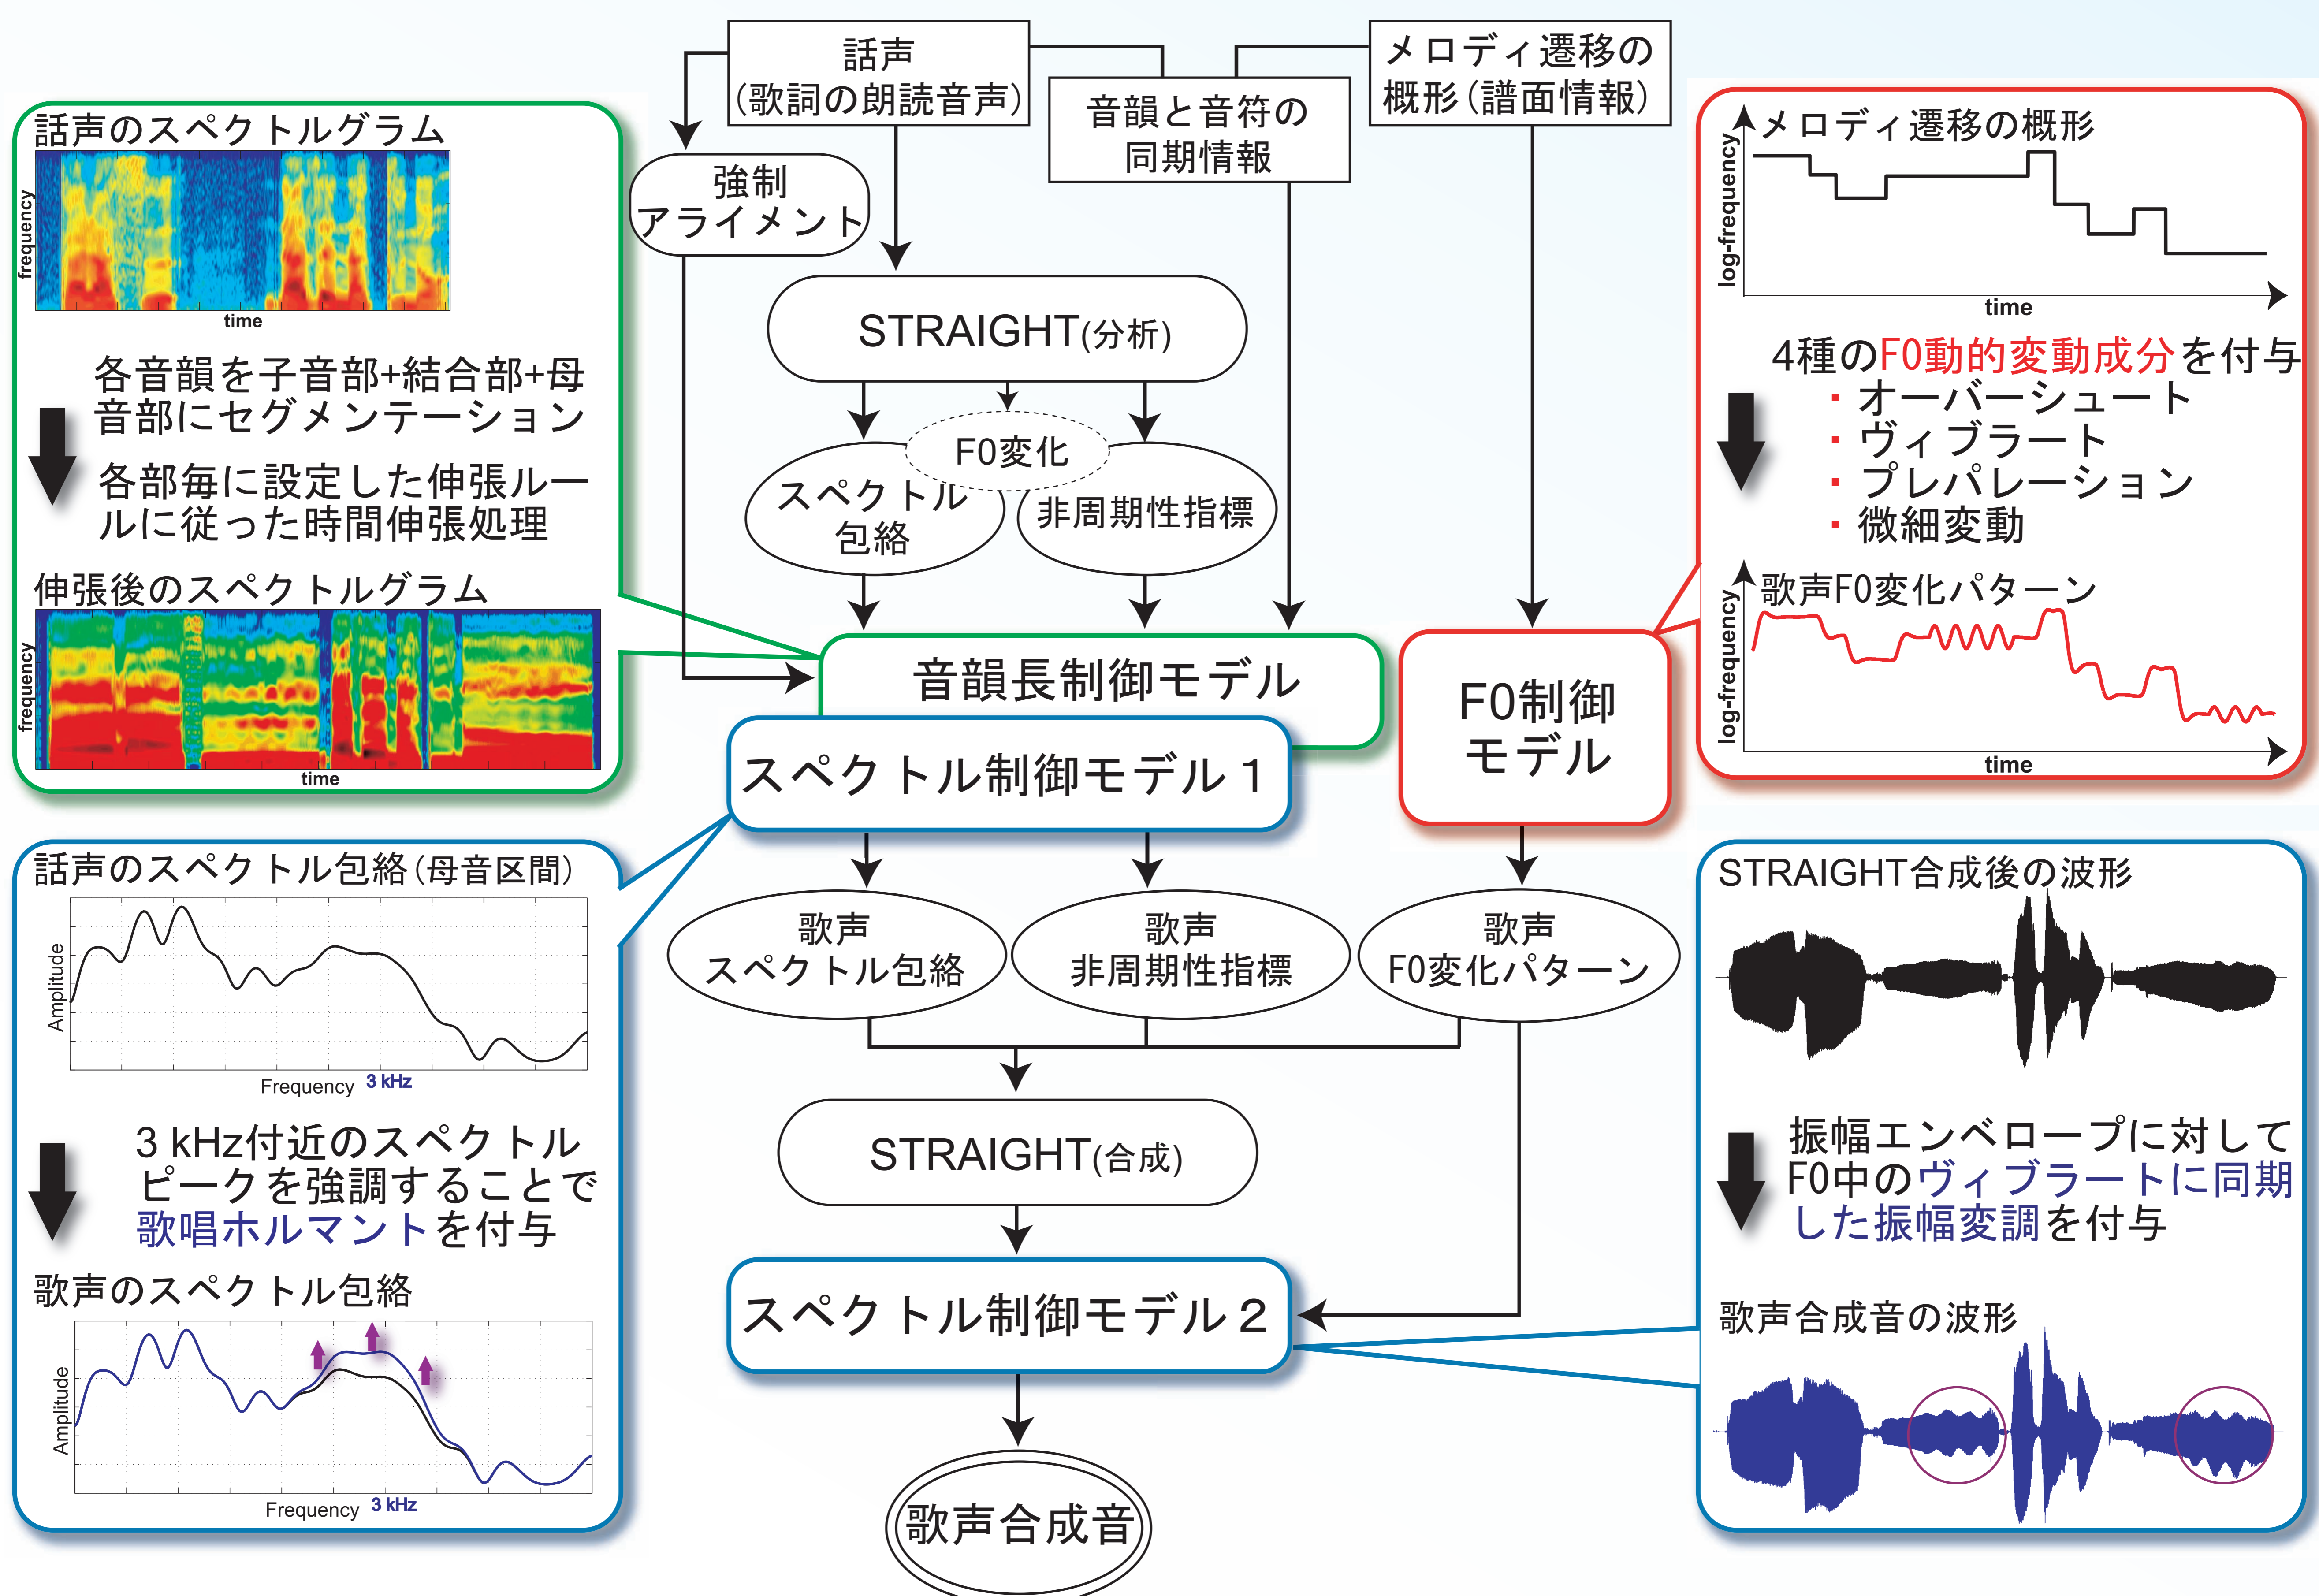 話声
(歌詞の朗読音声)
メロディ遷移の
概形(譜面情報)
音韻と音符の
同期情報
強制
アライメント
STRAIGHT(分析)
F0変化
スペクトル
包絡
非周期性指標
音韻長制御モデル
スペクトル制御モデル１
F0制御
モデル
歌声
スペクトル包絡
歌声
非周期性指標
歌声
F0変化パターン
STRAIGHT(合成)
スペクトル制御モデル２
歌声合成音
話声のスペクトルグラム
frequency
time
各音韻を子音部+結合部+母
音部にセグメンテーション
各部毎に設定した伸張ルー
ルに従った時間伸張処理
伸張後のスペクトルグラム
frequency
time
話声のスペクトル包絡(母音区間)
Amplitude
Frequency 3 kHz
3 kHz付近のスペクトル
ピークを強調することで
歌唱ホルマントを付与
歌声のスペクトル包絡
Amplitude
Frequency 3 kHz
メロディ遷移の概形
log-frequency
time
4種のF0動的変動成分を付与
・オーバーシュート
・ヴィブラート
・プレパレーション
・微細変動
歌声F0変化パターン
log-frequency
time
STRAIGHT合成後の波形
振幅エンベロープに対して
F0中のヴィブラートに同期
した振幅変調を付与
歌声合成音の波形